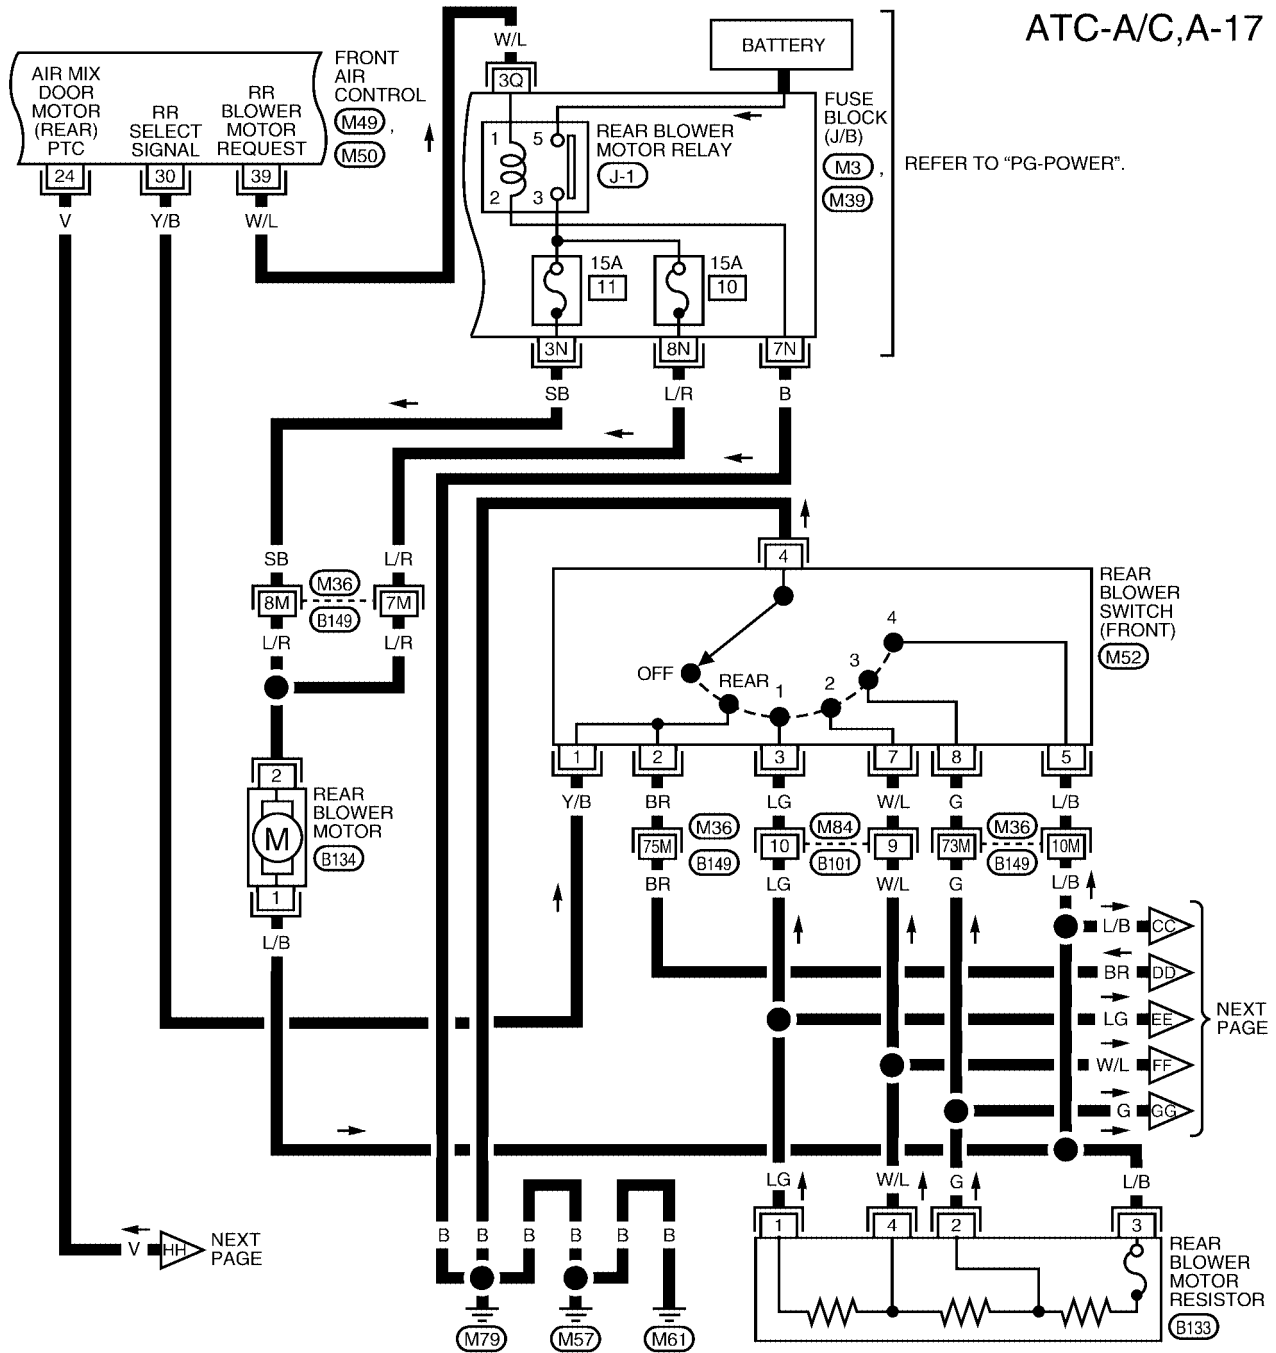 ATC-A/C,A-17
BATTERY
W/L
3Q
FRONT
AIR
CONTROL
M49 ,
M50
AIR MIX
DOOR
MOTOR
(REAR)
PTC
RR
SELECT
SIGNAL
RR
BLOWER
MOTOR
REQUEST
24
30
39
V
Y/B
W/L
1
5
2
3
REAR BLOWER
MOTOR RELAY
J-1
FUSE
BLOCK
(J/B)
M3 ,
M39
REFER TO “PG-POWER”.
15A
11
15A
10
3N
8N
7N
SB
L/R
B
SB
L/R
8M
M36
B149
7M
L/R
L/R
4
REAR
BLOWER
SWITCH
(FRONT)
M52
OFF
REAR
1
2
3
4
1
2
3
7
8
5
Y/B
BR
LG
W/L
G
L/B
75M
M36
B149
10
M84
B101
9
73M
M36
B149
10M
BR
LG
W/L
G
L/B
2
M
REAR
BLOWER
MOTOR
B134
1
L/B
L/B
CC
BR
DD
LG
EE
W/L
FF
G
GG
NEXT
PAGE
LG
W/L
G
L/B
1
4
2
3
REAR
BLOWER
MOTOR
RESISTOR
B133
V
HH
NEXT
PAGE
B
B
B
B
B
B
M79
M57
M61